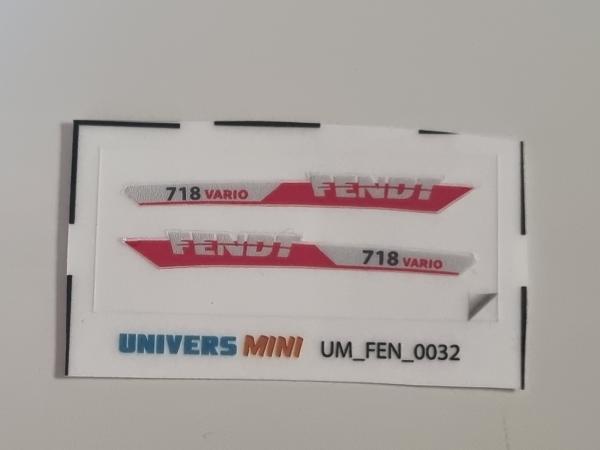 718 VARIO FENDT
FENDT 718 VARIO
UNIVERS MINI UM_FEN_0032